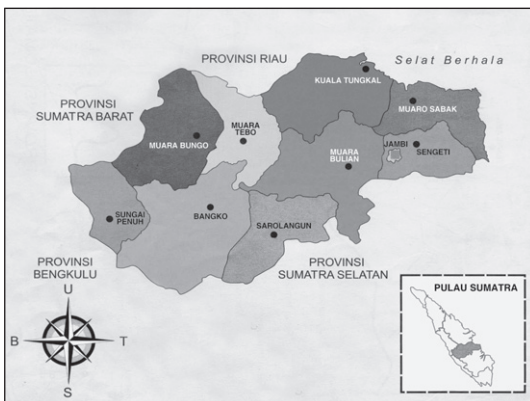 PROVINSI RIAU
Selat Berhala
KUALA TUNGKAL
PROVINSI
SUMATRA BARAT
MUARO SABAK
MUARA
TEBO
MUARA BUNGO
MUARA
BULIAN
JAMBI
SENGETI
SUNGAI
PENUH
BANGKO
SAROLANGUN
PROVINSI
BENGKULU
PROVINSI
SUMATRA SELATAN
U
B
T
S
PULAU SUMATRA